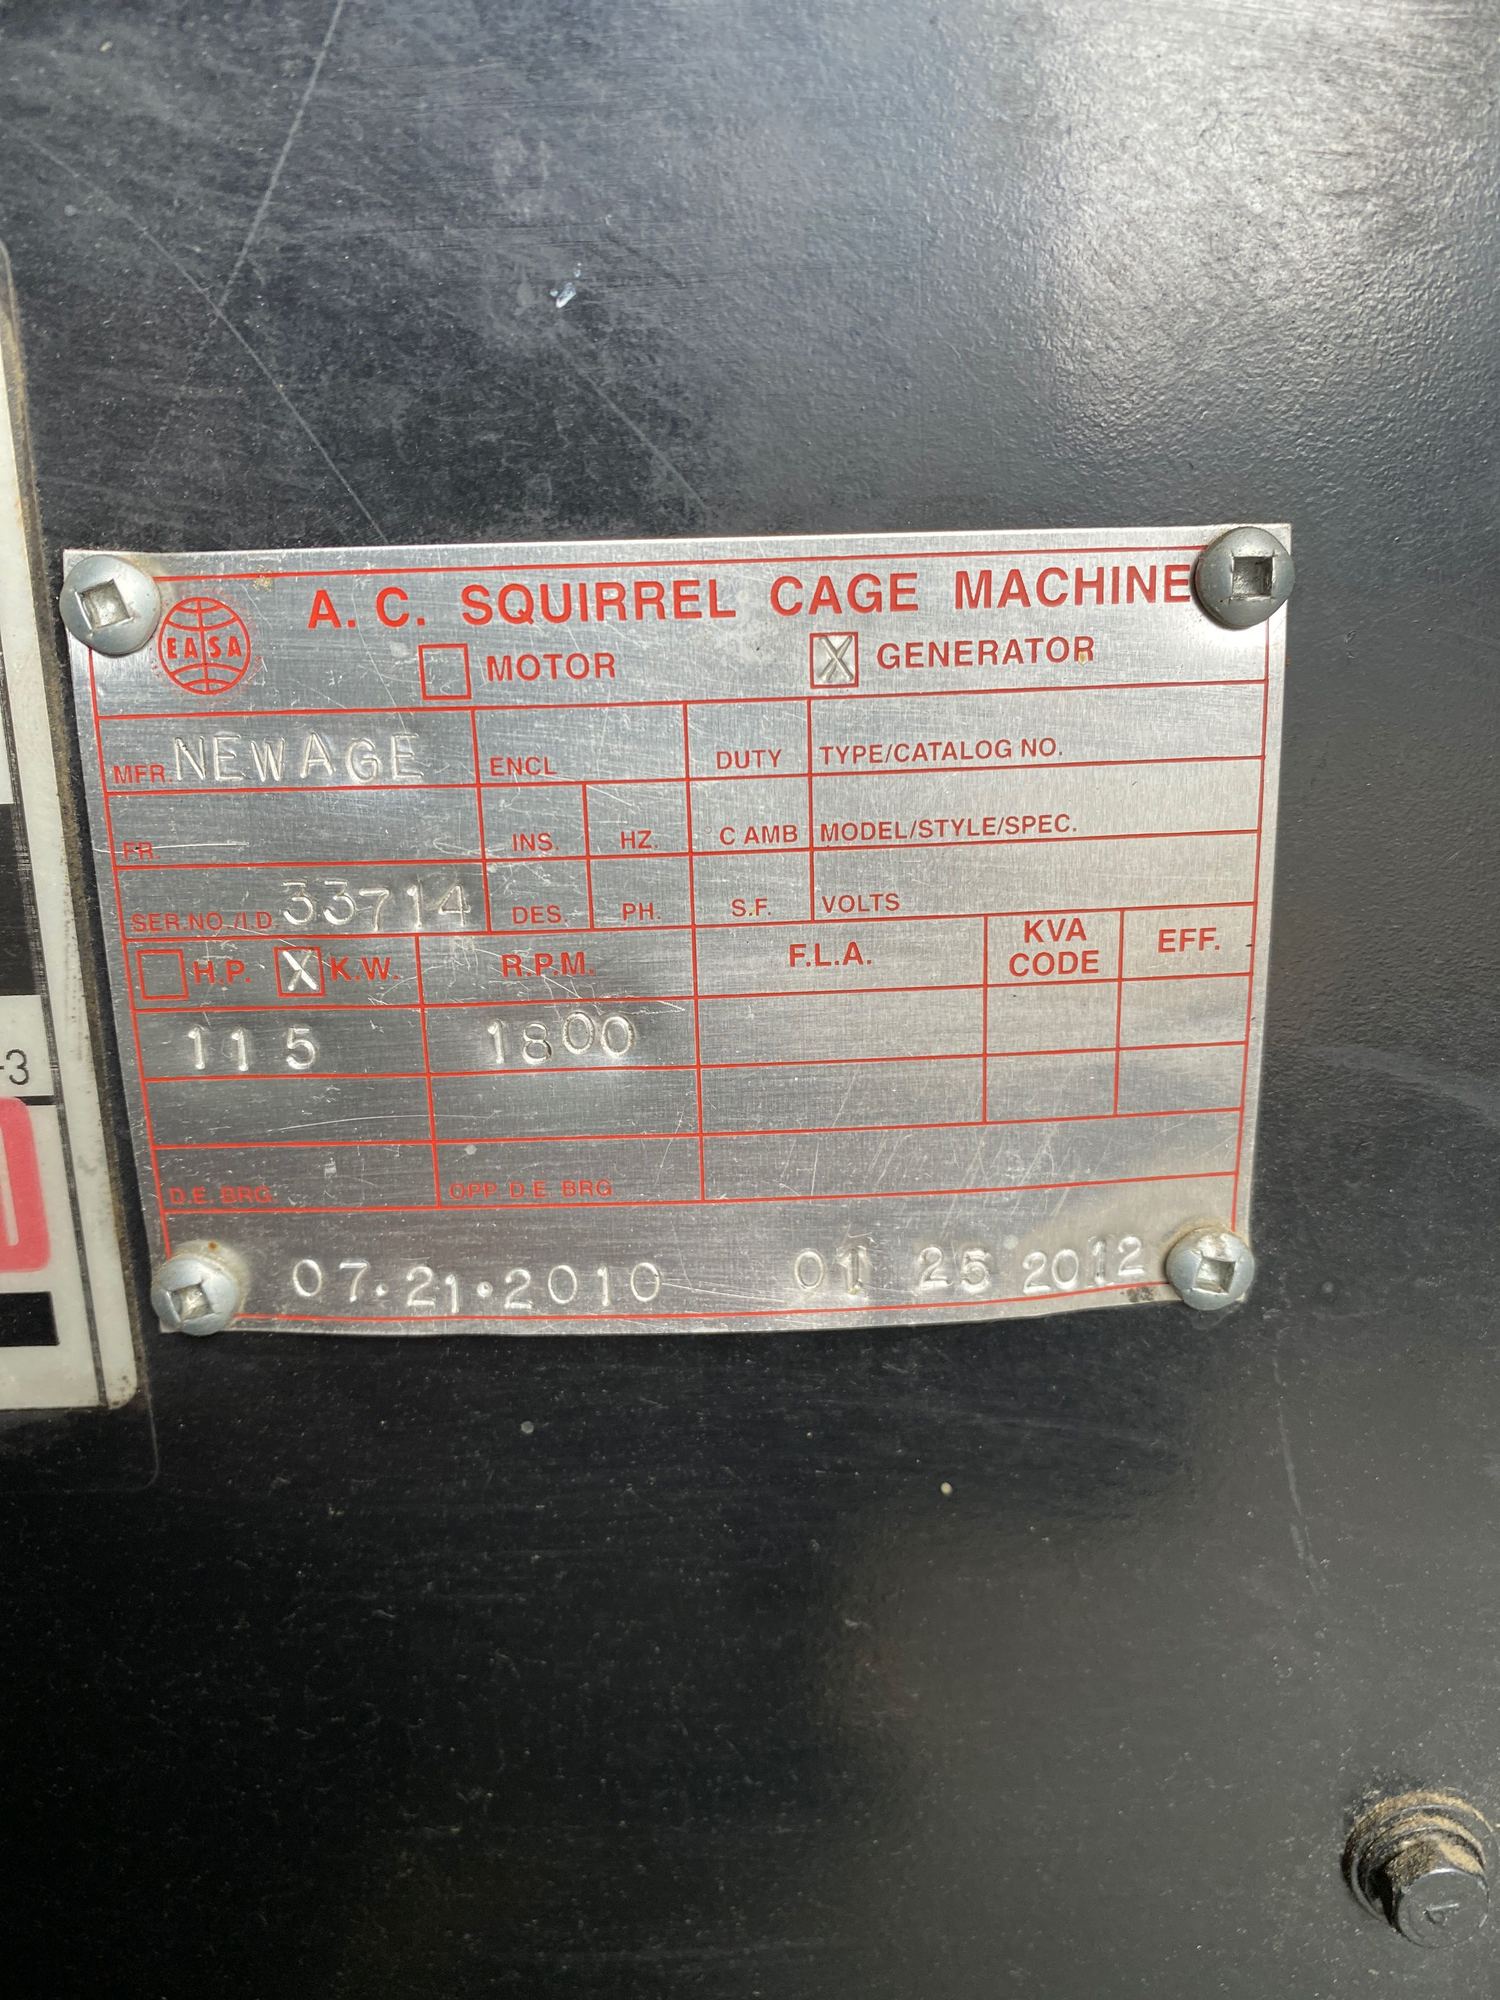 A. C. SQUIRREL CAGE MACHINE
EASA
MOTOR X GENERATOR
MFR. NEWAGE ENCL DUTY TYPE/CATALOG NO.
FR. INS. HZ. °C AMB MODEL/STYLE/SPEC.
SER.NO./I.D 33714 DES. PH. S.F. VOLTS
H.P. X K.W. R.P.M. F.L.A. KVA CODE EFF.
115 1800
D.E. BRG. OPP. D.E. BRG
07.21.2010 01 25 2012
-3